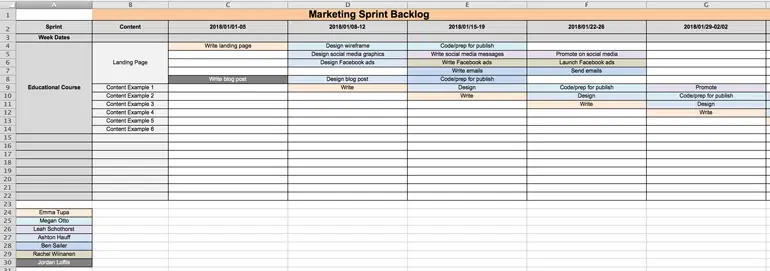 A B C D E F G
1 Marketing Sprint Backlog
2 Sprint Content 2018/01/01-05 2018/01/08-12 2018/01/15-19 2018/01/22-26 2018/01/29-02/02
3 Week Dates
4 Write landing page Design wireframe Code/prep for publish
5 Design social media graphics Write social media messages Promote on social media
6 Landing Page Design Facebook ads Write Facebook ads Launch Facebook ads
7 Write emails Send emails
8 Write blog post Design blog post Code/prep for publish
9 Educational Course Content Example 1 Write Design Code/prep for publish Promote
10 Content Example 2 Write Design Code/prep for publish
11 Content Example 3 Write Design
12 Content Example 4 Write
13 Content Example 5
14 Content Example 6
15
16
17
18
19
20
21
22
23
24 Emma Tupa
25 Megan Otto
26 Leah Schothorst
27 Ashton Hauff
28 Ben Sailer
29 Rachel Wiinanen
30 Jordan Loftis